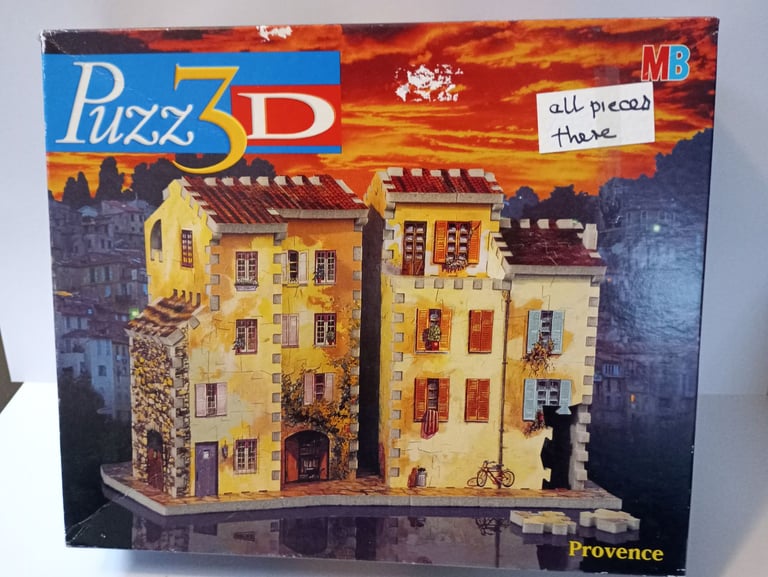 Puzz3D
MB
all pieces
there
Provence